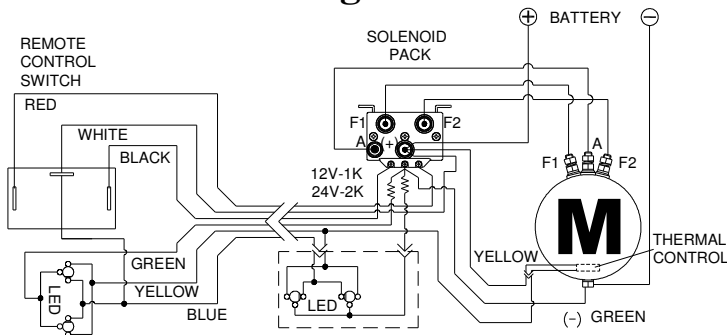 BATTERY
REMOTE
CONTROL
SWITCH
SOLENOID
PACK
RED
WHITE
BLACK
F1
F2
A
(+)
12V-1K
24V-2K
F1
A
F2
M
YELLOW
THERMAL
CONTROL
GREEN
YELLOW
BLUE
LED
LED
(-) GREEN